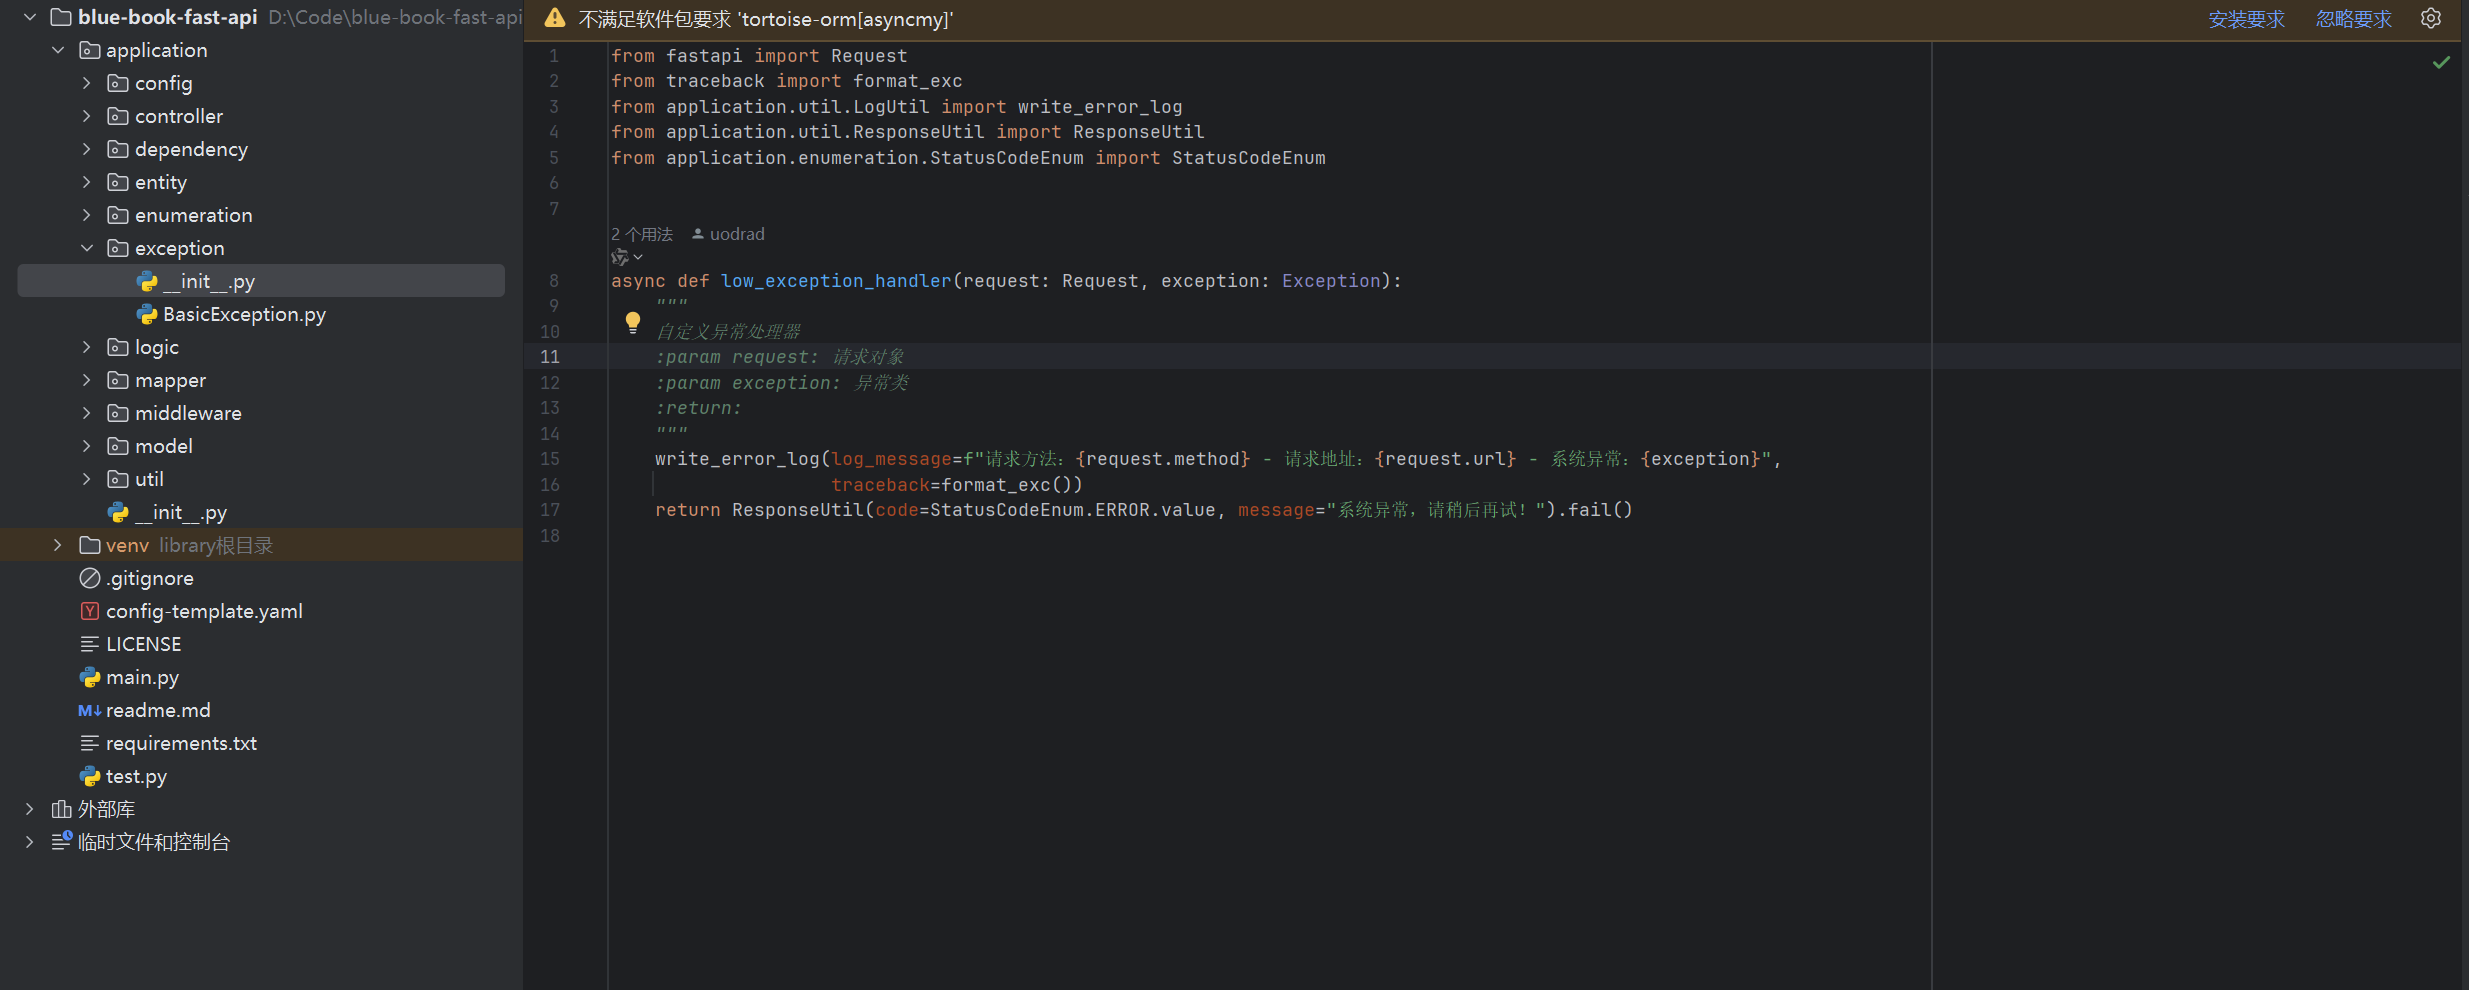 blue-book-fast-api D:\Code\blue-book-fast-api
application
config
controller
dependency
entity
enumeration
exception
__init__.py
BasicException.py
logic
mapper
middleware
model
util
__init__.py
venv library根目录
.gitignore
config-template.yaml
LICENSE
main.py
readme.md
requirements.txt
test.py
外部库
临时文件和控制台
不满足软件包要求 'tortoise-orm[asyncmy]' 安装要求 忽略要求
1 from fastapi import Request
2 from traceback import format_exc
3 from application.util.LogUtil import write_error_log
4 from application.util.ResponseUtil import ResponseUtil
5 from application.enumeration.StatusCodeEnum import StatusCodeEnum
6
7
2 个用法 uodrad
8 async def low_exception_handler(request: Request, exception: Exception):
9 """
10 自定义异常处理器
11 :param request: 请求对象
12 :param exception: 异常类
13 :return:
14 """
15 write_error_log(log_message=f"请求方法：{request.method} - 请求地址：{request.url} - 系统异常：{exception}",
16 traceback=format_exc())
17 return ResponseUtil(code=StatusCodeEnum.ERROR.value, message="系统异常，请稍后再试！").fail()
18